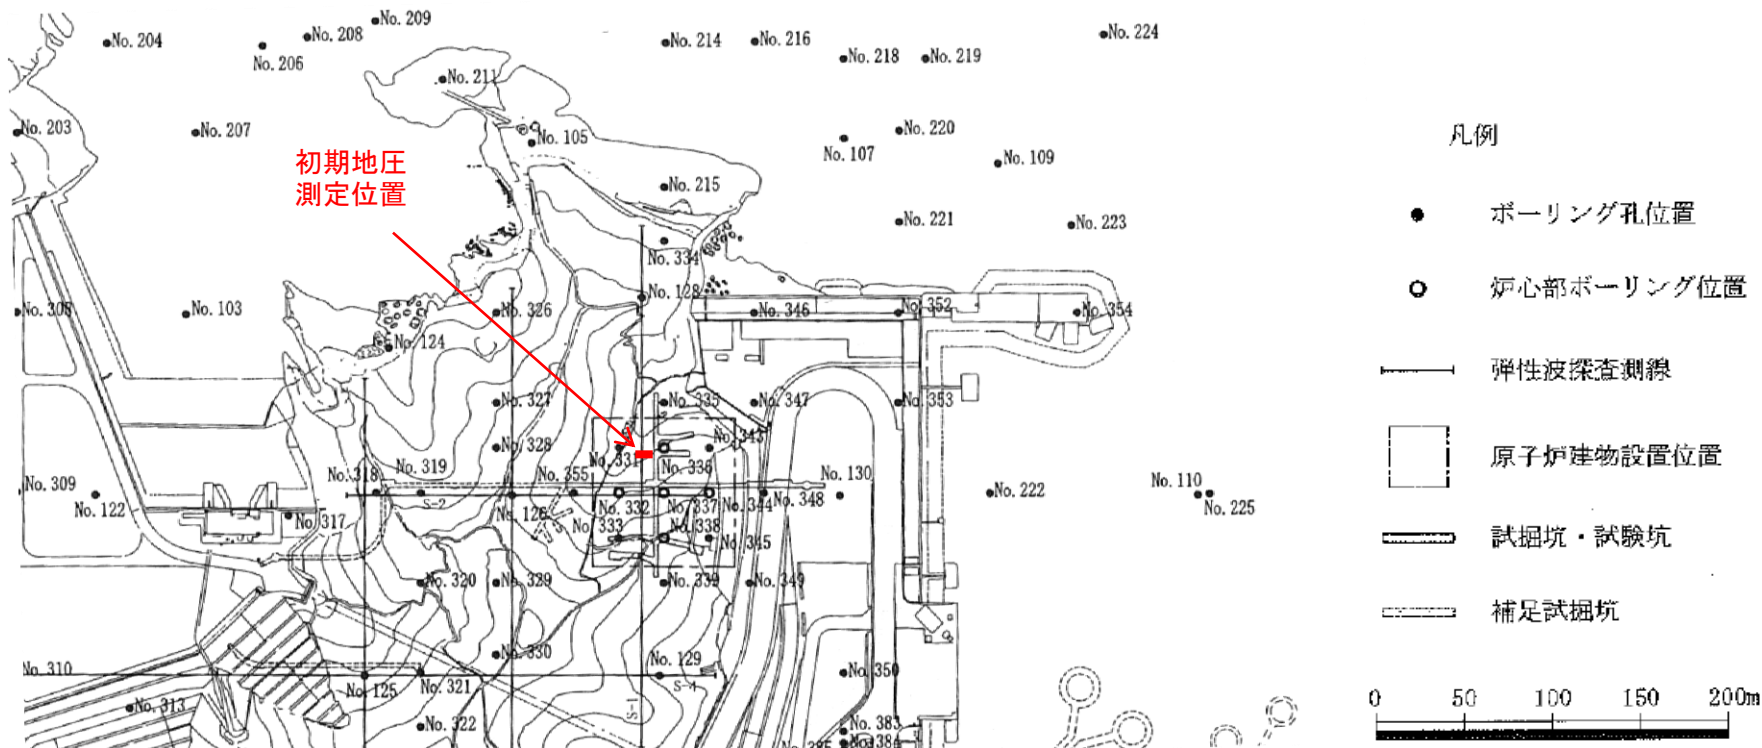 No. 209
No. 204
No. 208
No. 206
No. 214
No. 216
No. 218
No. 219
No. 224
No. 211
No. 203
No. 207
No. 105
No. 220
No. 107
No. 109
凡例
初期地圧
測定位置
No. 215
No. 221
No. 223
ボーリング孔位置
No. 334
炉心部ボーリング位置
No. 128
No. 103
No. 326
No. 346
No. 352
No. 354
No. 124
弾性波探査測線
No. 327
No. 335
No. 347
No. 353
No. 328
No. 343
No. 331
No. 336
原子炉建物設置位置
No. 309
No. 318
No. 319
No. 355
No. 130
No. 222
No. 110
No. 225
No. 122
S-2
No. 126
No. 332
No. 337
No. 344
No. 348
No. 317
No. 333
No. 338
No. 345
試掘坑・試験坑
No. 320
No. 329
No. 339
No. 349
補足試掘坑
No. 330
No. 129
No. 310
No. 125
No. 321
S-4
No. 350
S-1
No. 313
No. 322
No. 383
No. 384
0 50 100 150 200m